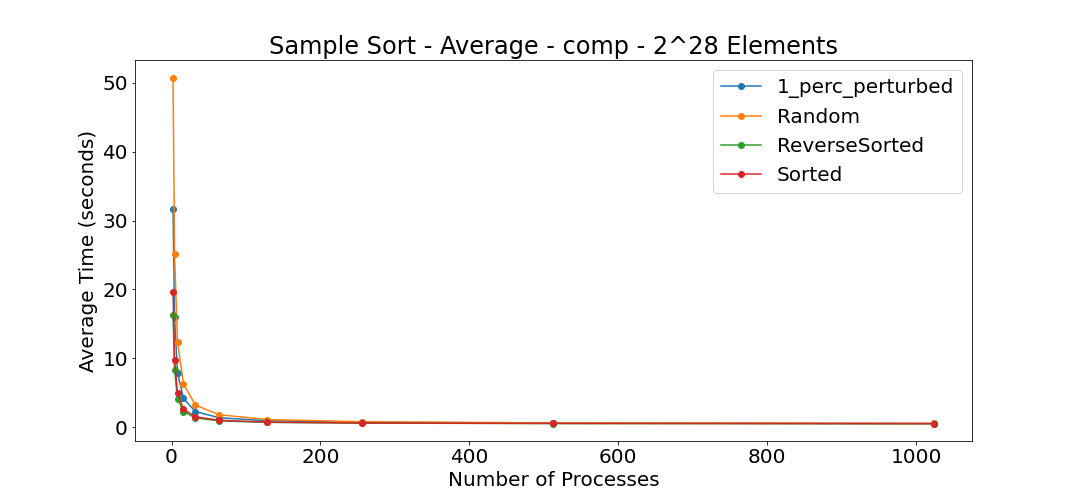 Sample Sort - Average - comp - 2^28 Elements
50
40
30
20
10
0
Average Time (seconds)
1_perc_perturbed
Random
ReverseSorted
Sorted
0 200 400 600 800 1000
Number of Processes